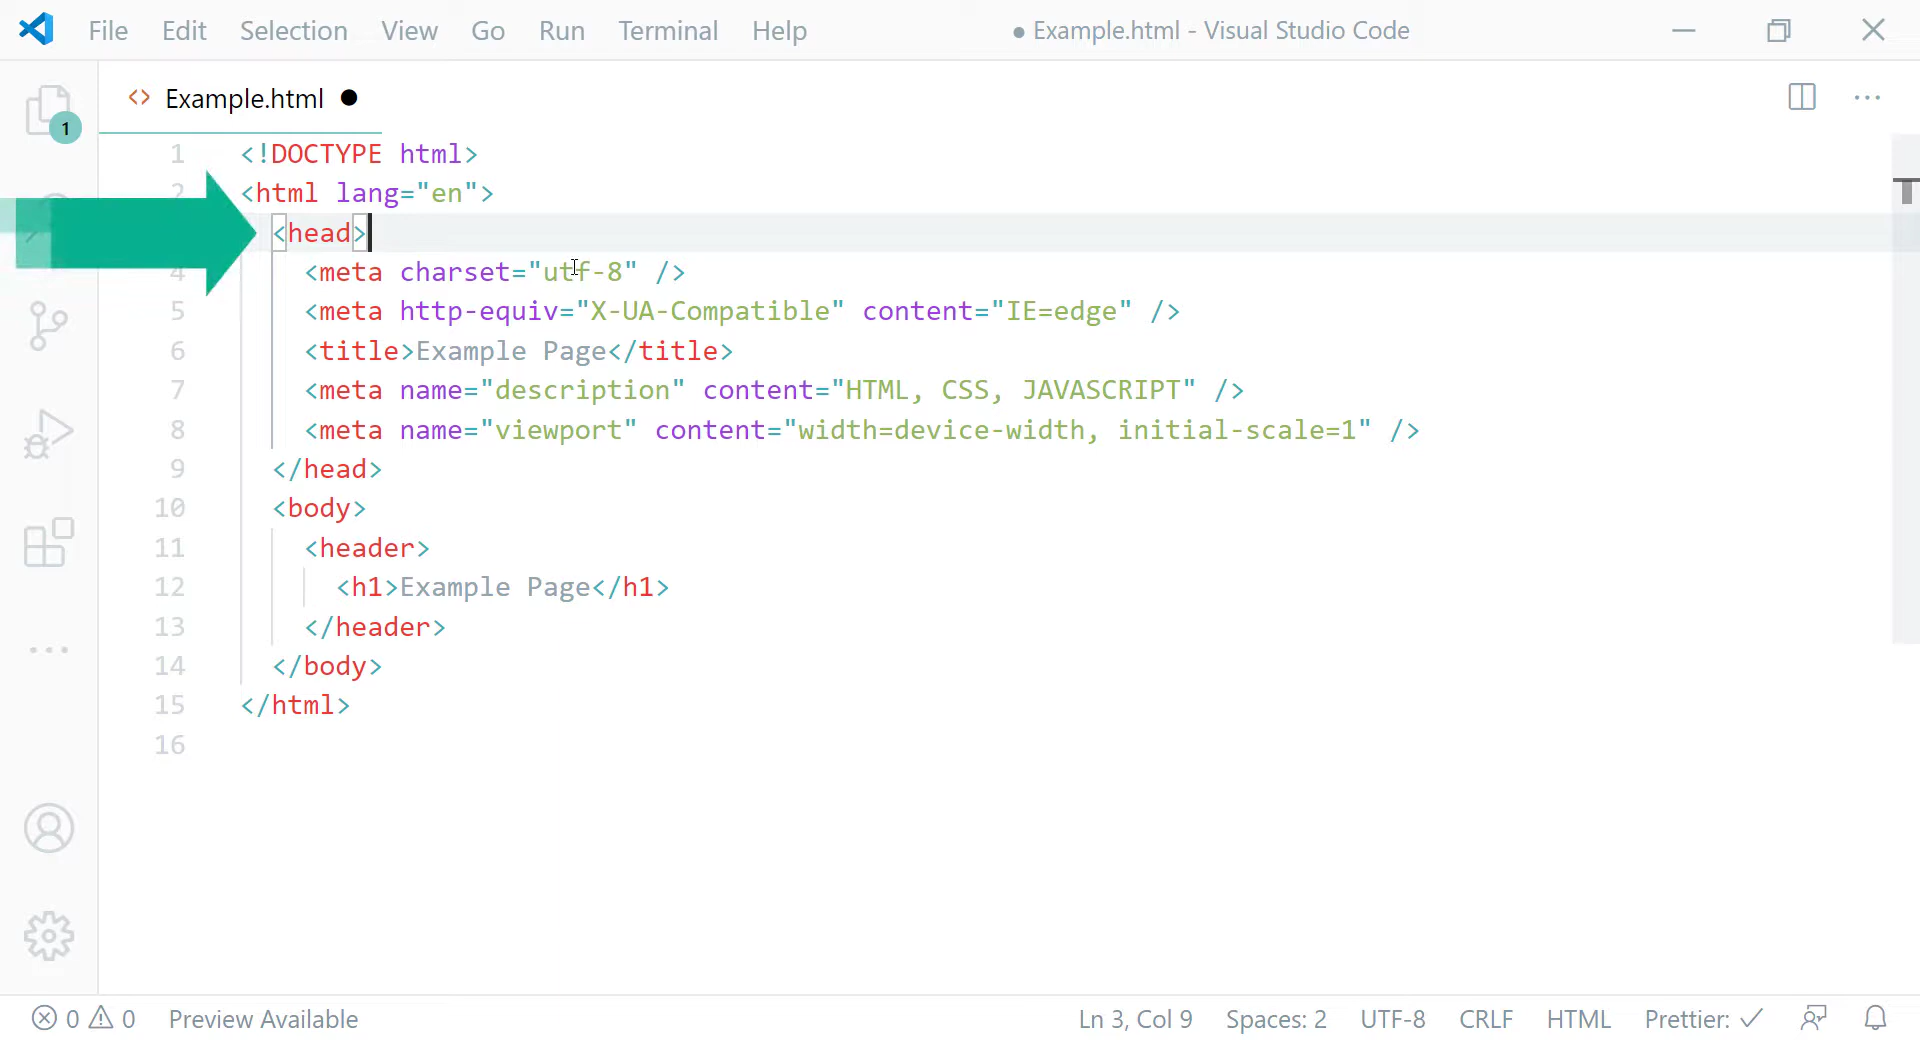 File Edit Selection View Go Run Terminal Help ● Example.html - Visual Studio Code
<> Example.html ●
1
1 <!DOCTYPE html>
2 <html lang="en">
<head>
4 <meta charset="utf-8" />
5 <meta http-equiv="X-UA-Compatible" content="IE=edge" />
6 <title>Example Page</title>
7 <meta name="description" content="HTML, CSS, JAVASCRIPT" />
8 <meta name="viewport" content="width=device-width, initial-scale=1" />
9 </head>
10 <body>
11 <header>
12 <h1>Example Page</h1>
13 </header>
14 </body>
15 </html>
16
0 0 Preview Available Ln 3, Col 9 Spaces: 2 UTF-8 CRLF HTML Prettier: ✓